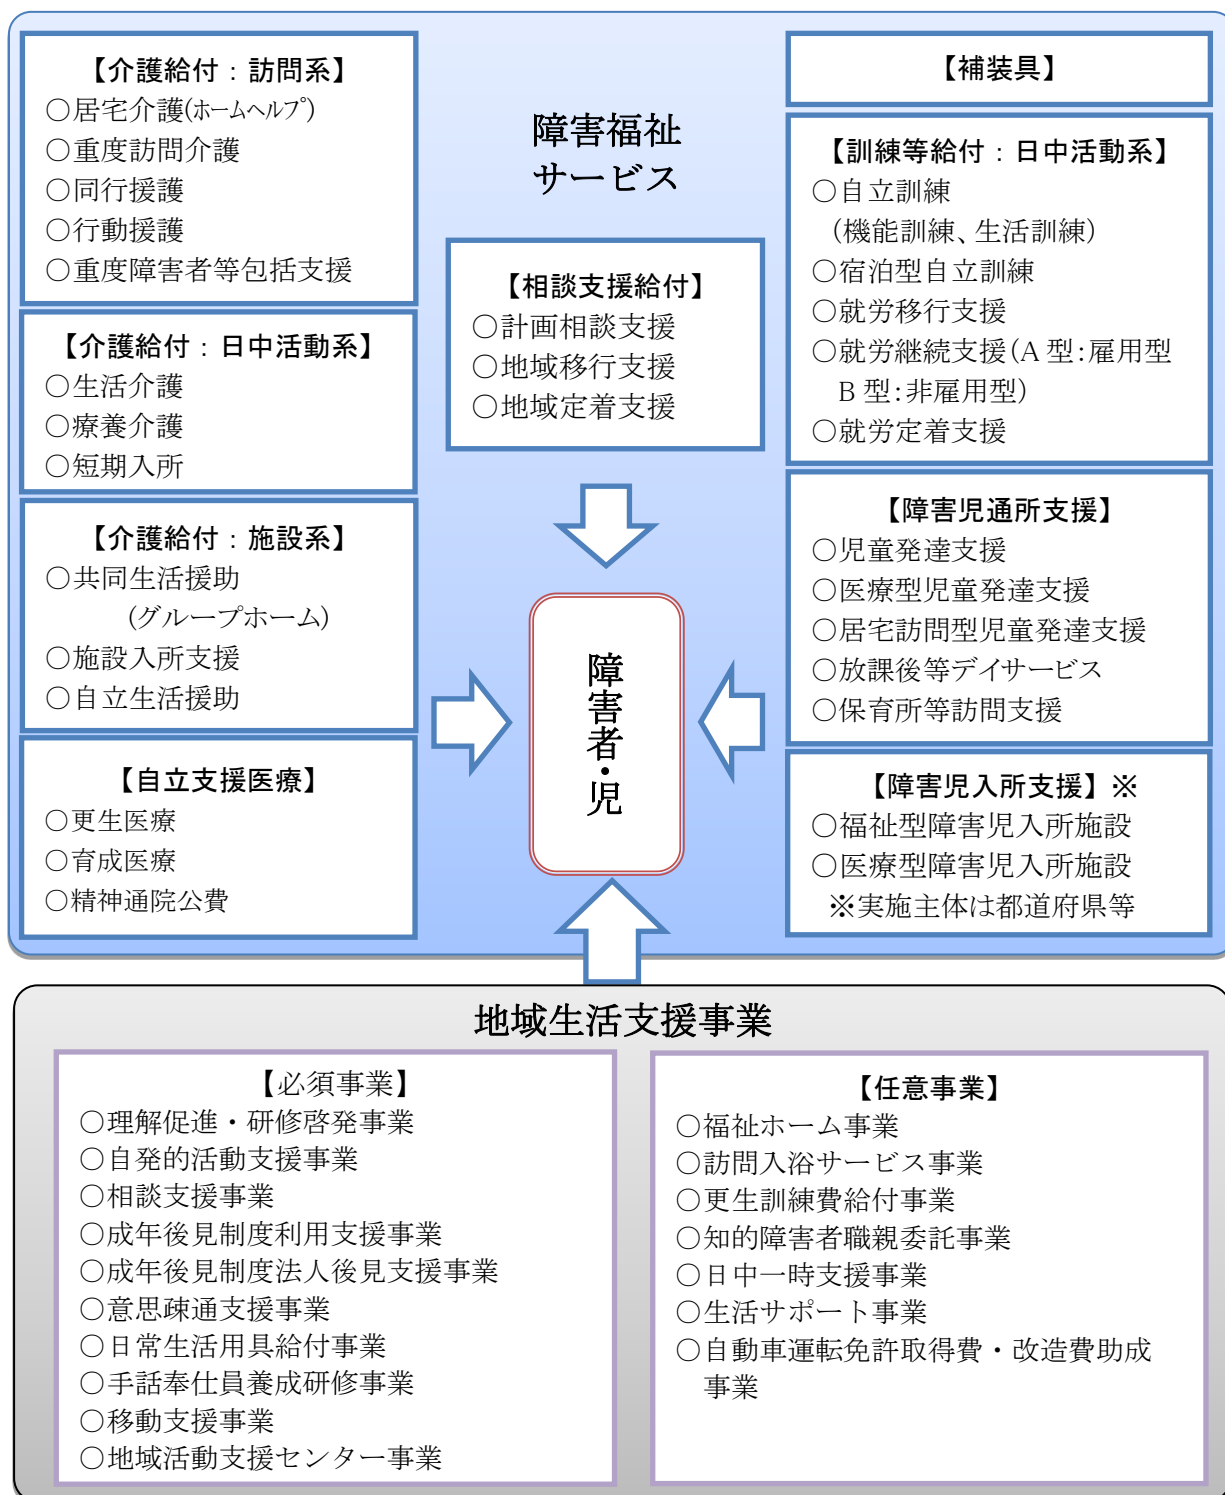 障害福祉
サービス
【介護給付：訪問系】
○居宅介護(ﾎｰﾑﾍﾙﾌﾟ)
○重度訪問介護
○同行援護
○行動援護
○重度障害者等包括支援
【介護給付：日中活動系】
○生活介護
○療養介護
○短期入所
【介護給付：施設系】
○共同生活援助
(グループホーム)
○施設入所支援
○自立生活援助
【自立支援医療】
○更生医療
○育成医療
○精神通院公費
【相談支援給付】
○計画相談支援
○地域移行支援
○地域定着支援
障害者・児
【補装具】
【訓練等給付：日中活動系】
○自立訓練
（機能訓練、生活訓練）
○宿泊型自立訓練
○就労移行支援
○就労継続支援(A 型:雇用型
B 型:非雇用型)
○就労定着支援
【障害児通所支援】
○児童発達支援
○医療型児童発達支援
○居宅訪問型児童発達支援
○放課後等デイサービス
○保育所等訪問支援
【障害児入所支援】※
○福祉型障害児入所施設
○医療型障害児入所施設
※実施主体は都道府県等
地域生活支援事業
【必須事業】
○理解促進・研修啓発事業
○自発的活動支援事業
○相談支援事業
○成年後見制度利用支援事業
○成年後見制度法人後見支援事業
○意思疎通支援事業
○日常生活用具給付事業
○手話奉仕員養成研修事業
○移動支援事業
○地域活動支援センター事業
【任意事業】
○福祉ホーム事業
○訪問入浴サービス事業
○更生訓練費給付事業
○知的障害者職親委託事業
○日中一時支援事業
○生活サポート事業
○自動車運転免許取得費・改造費助成
事業